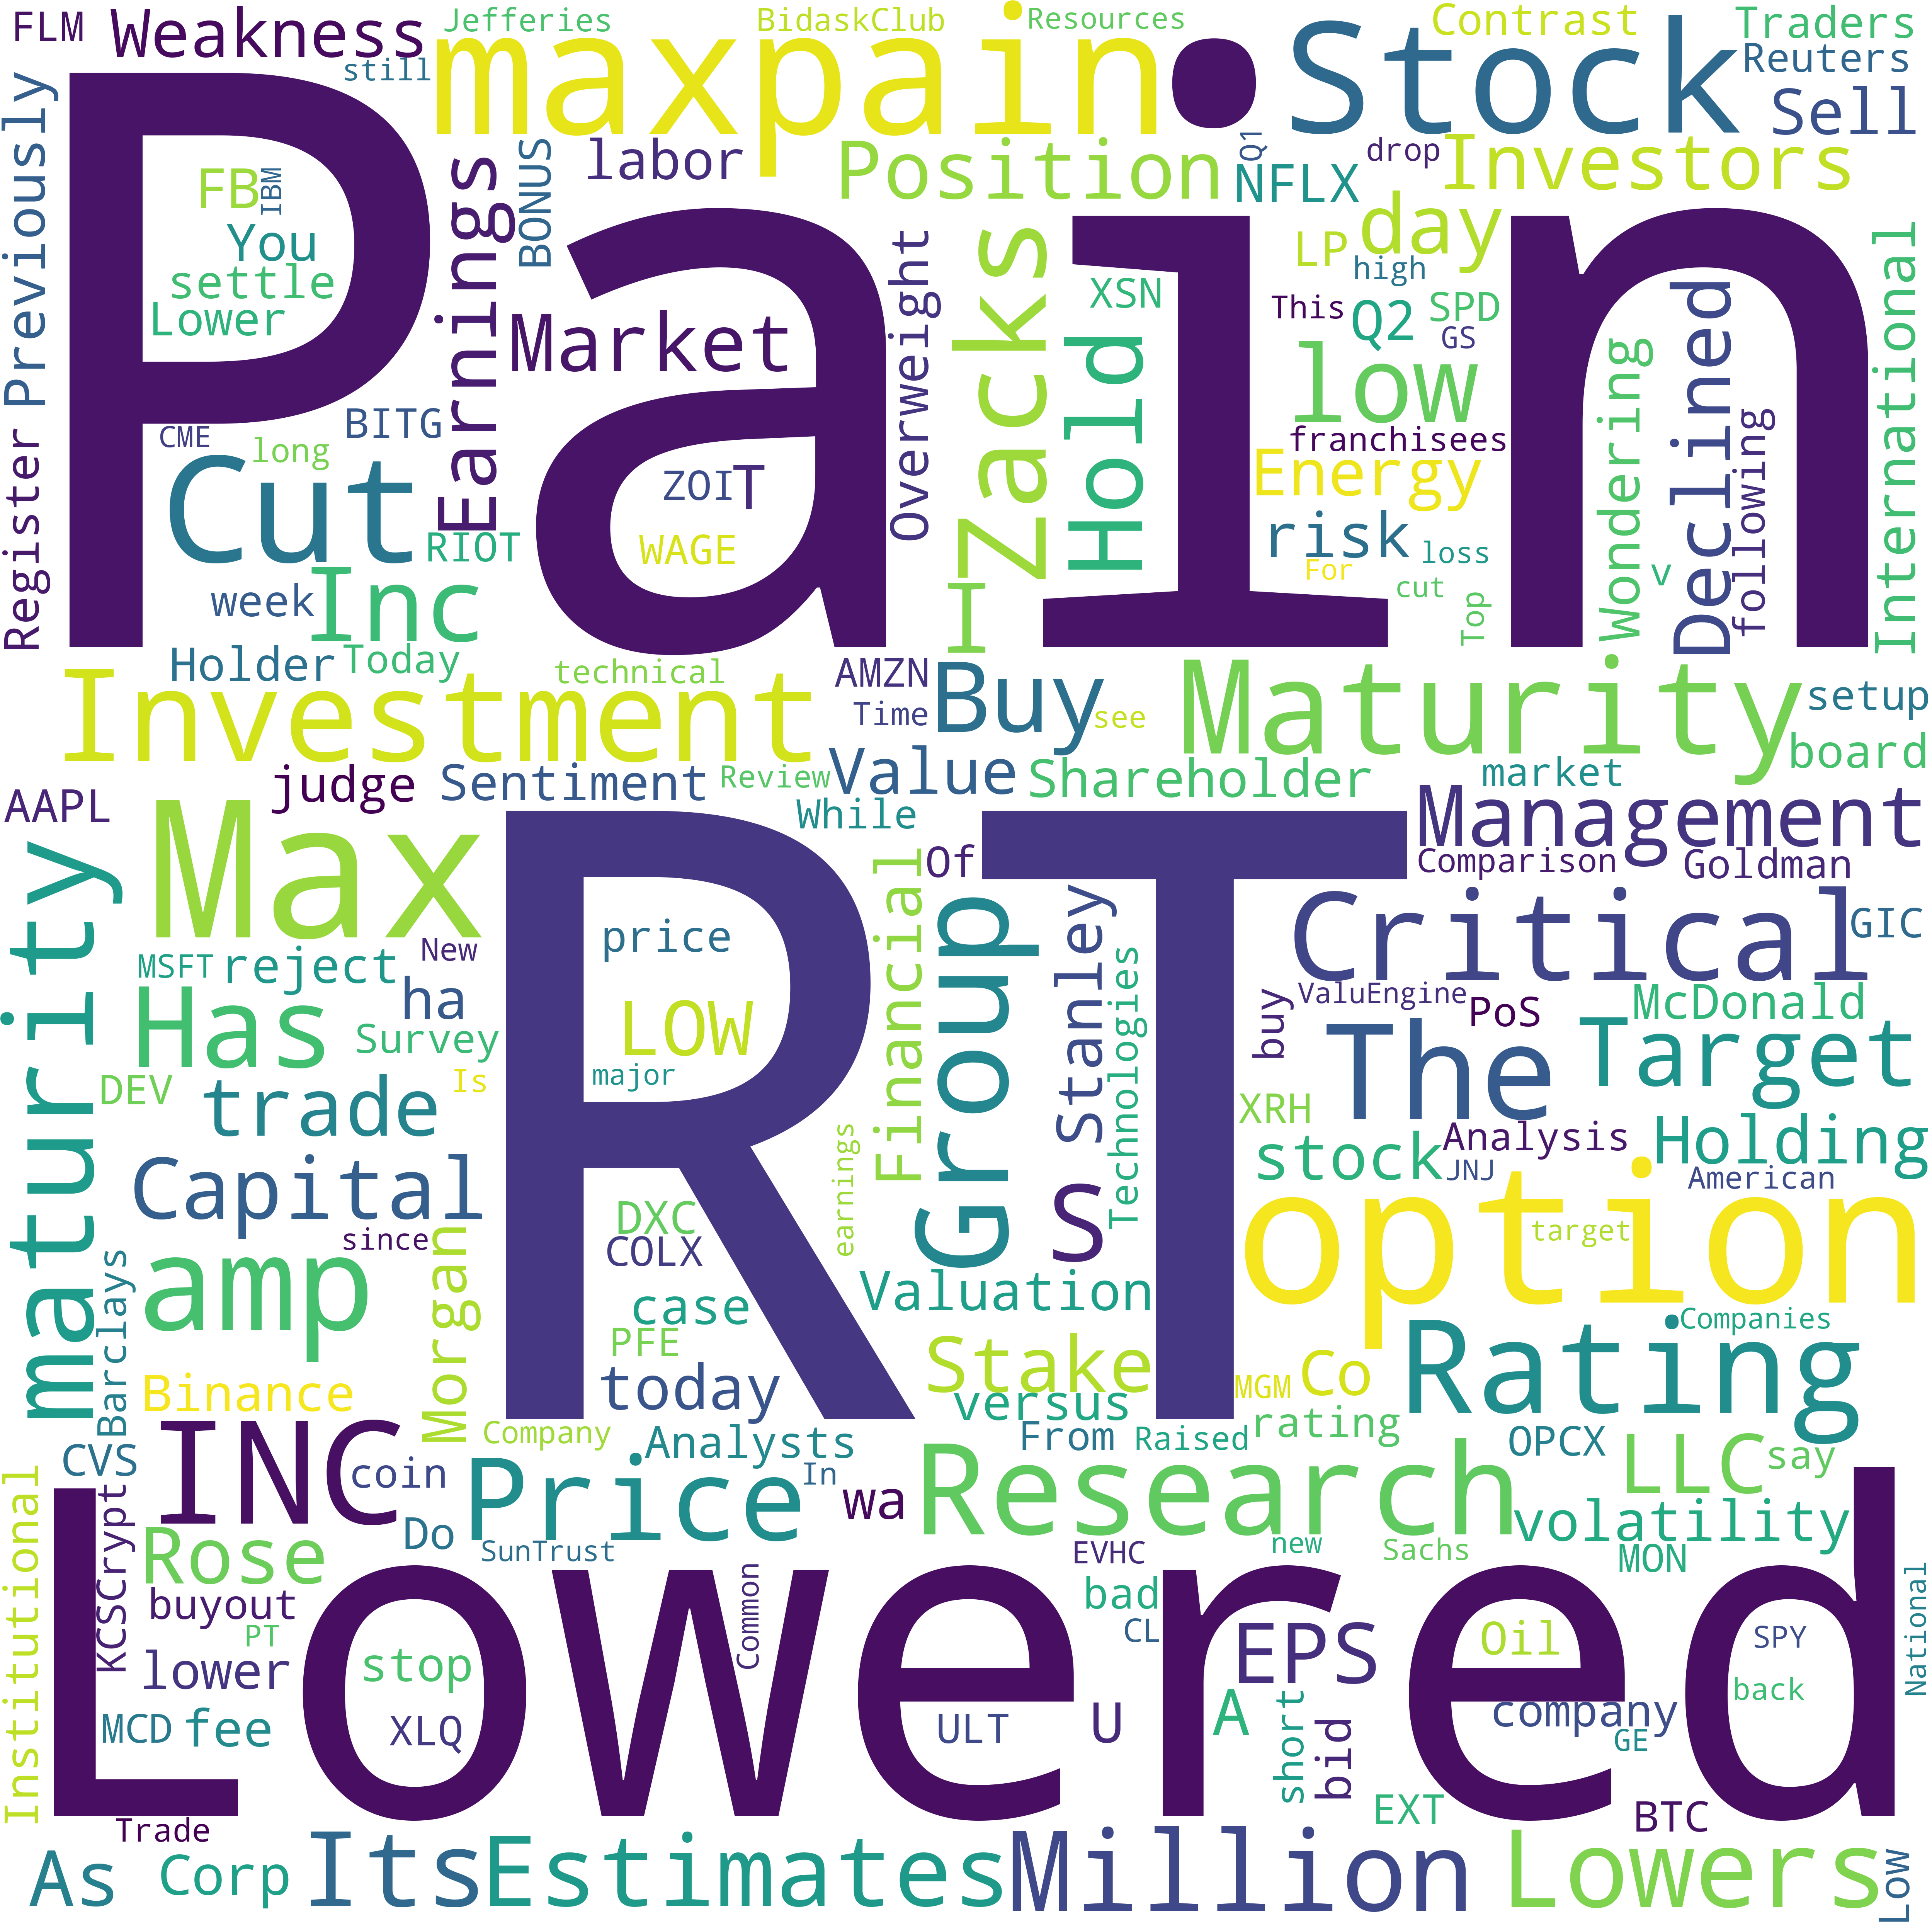 FLM
Weakness
Jefferies
still
BidaskClub
Resources
maxpain
•
Stock
Contrast
Traders
Reuters
Sell
Previously
Pain
FB
IBM
You
settle
Lower
Earnings
BONUS
labor
Position
Q1
NFLX
drop
Investors
LP
day
high
This
Q2
SPD
GS
low
franchisees
Energy
risk
loss
For
cut
Top
Market
Overweight
Zacks
XSN
Hold
I
Wondering
v
Declined
following
International
Register
CME
long
BITG
Cut
RIOT
ZOI
T
WAGE
week
Inc
Holder
Today
technical
Investment
AMZN
Time
Buy
see
Maturity
setup
board
judge
Sentiment
Review
Value
Shareholder
market
AAPL
Max
While
RT
Of
Management
Comparison
Goldman
maturity
MSFT
reject
New
Has
ha
Survey
price
LOW
major
Financial
Group
Stanley
Technologies
Critical
GIC
ValuEngine
PoS
McDonald
buy
The
Target
DEV
trade
Is
XRH
stock
Analysis
JNJ
Holding
American
Capital
since
earnings
S
option
target
DXC
COLX
amp
Morgan
case
Valuation
PFE
Barclays
Companies
Binance
today
Stake
versus
MGM
Co
Rating
rating
INC
Company
Analysts
From
Raised
OPCX
LLC
say
CVS
coin
Price
In
wa
Research
volatility
Institutional
KCSCrypt
Rose
Do
SunTrust
EVHC
new
Sachs
MON
Lowered
buyout
PT
lower
stop
Common
bad
CL
EPS
Oil
SPY
back
National
MCD
fee
XLQ
ULT
U
A
short
bid
company
GE
Trade
EXT
BTC
As
Corp
Its
Estimates
Million
Lowers
Low